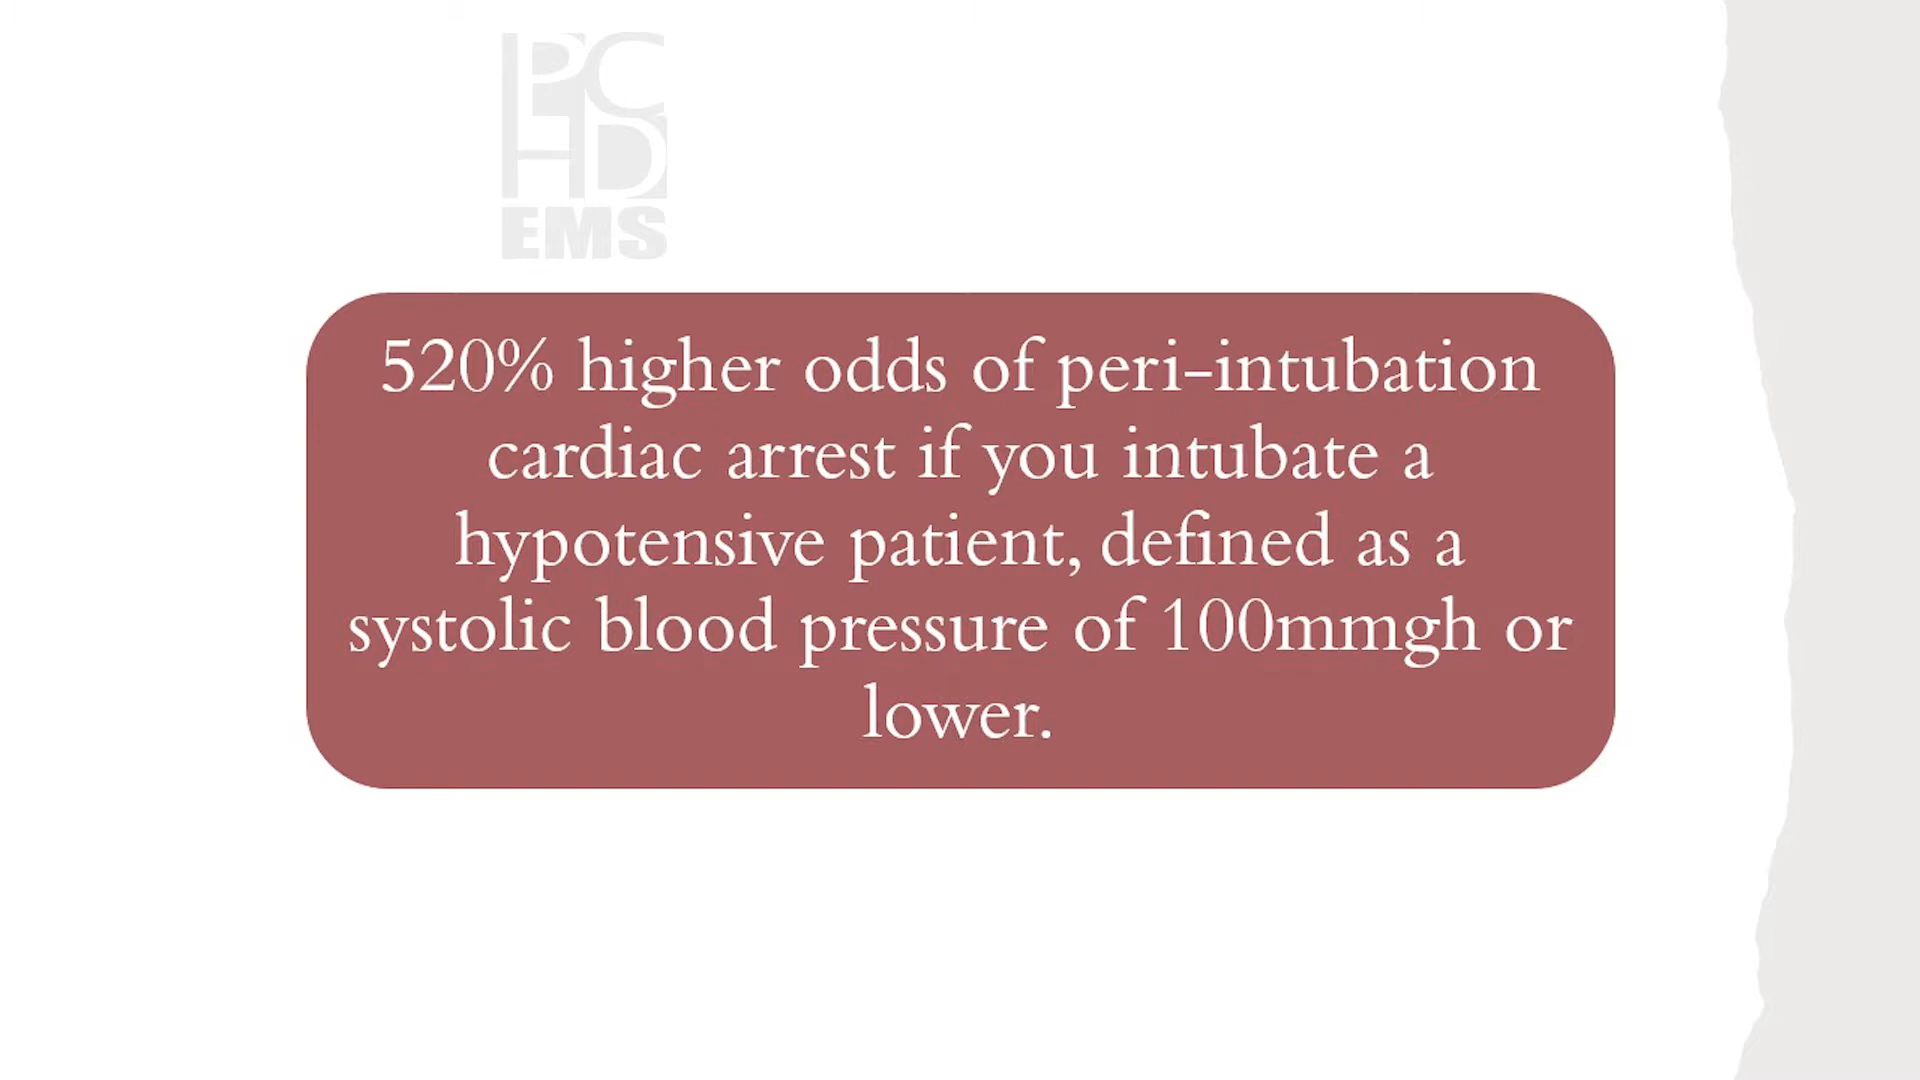 PC
HD
EMS
520% higher odds of peri-intubation
cardiac arrest if you intubate a
hypotensive patient, defined as a
systolic blood pressure of 100mmgh or
lower.